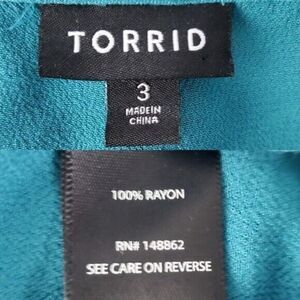 TORRID
3
MADE IN
CHINA
100% RAYON
RN# 148862
SEE CARE ON REVERSE